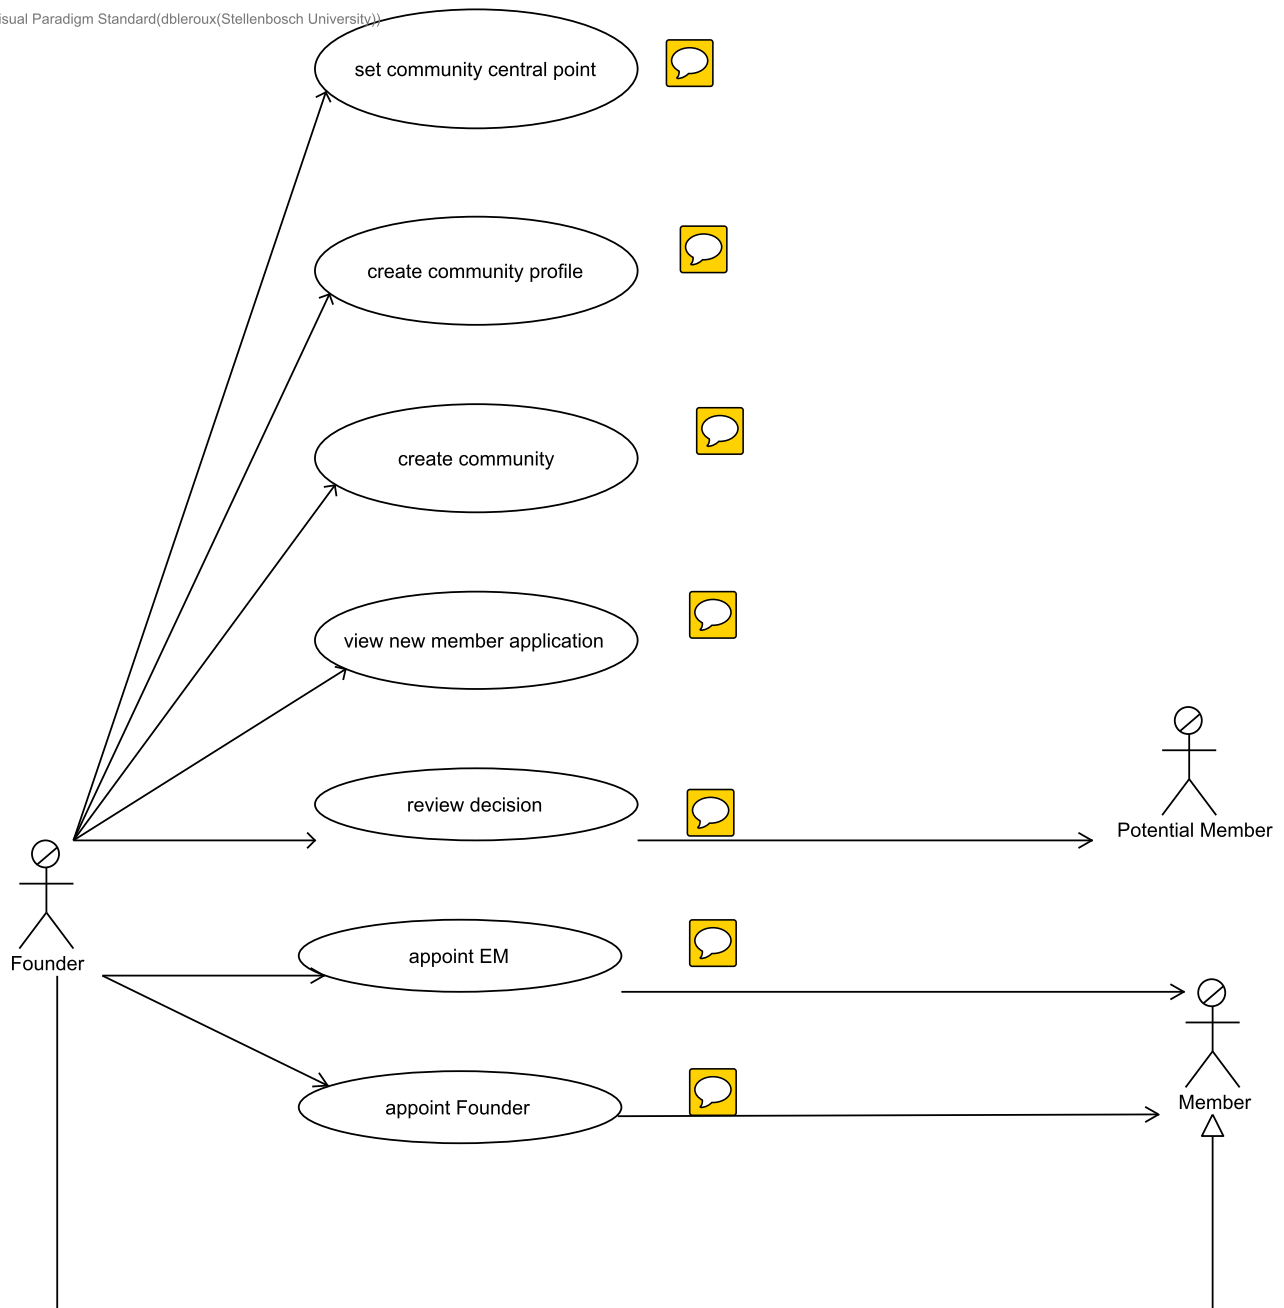 isual Paradigm Standard(dbleroux(Stellenbosch University))
set community central point
create community profile
create community
view new member application
review decision
Potential Member
Founder
appoint EM
appoint Founder
Member